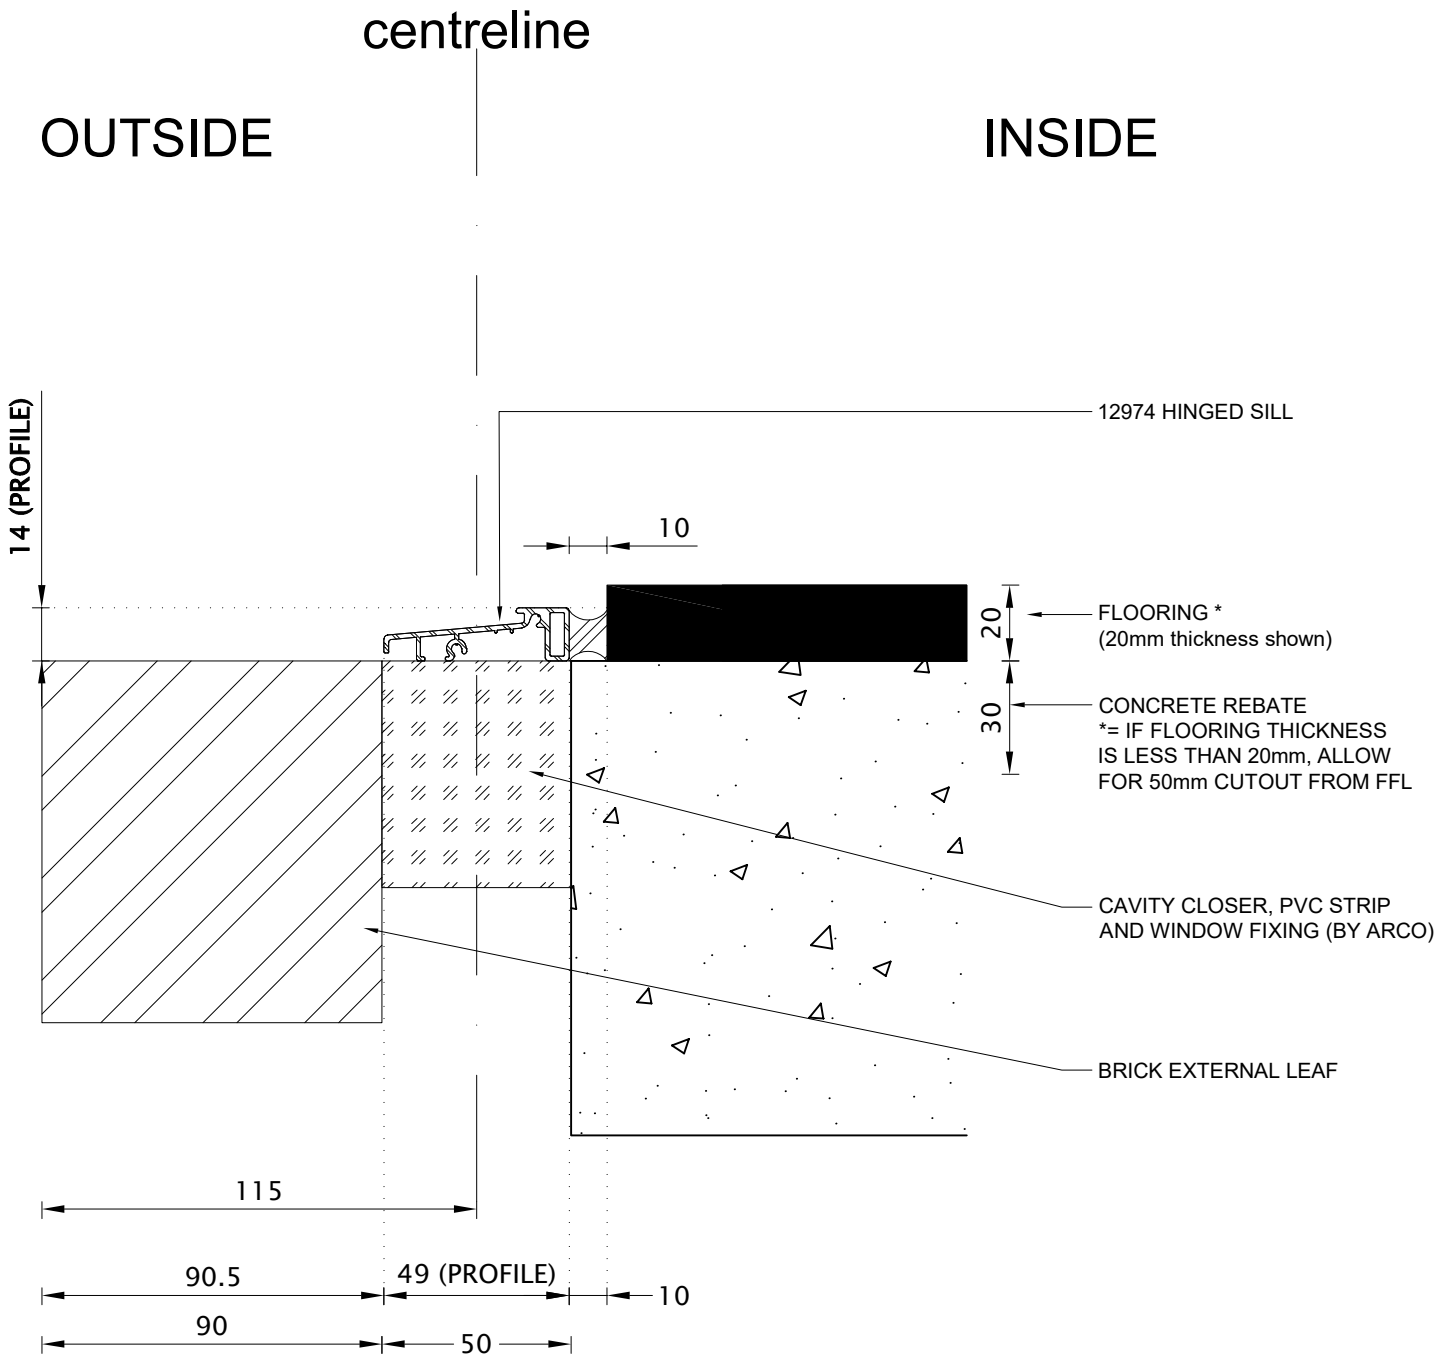 centreline
OUTSIDE
INSIDE
14 (PROFILE)
12974 HINGED SILL
10
20
FLOORING *
(20mm thickness shown)
30
CONCRETE REBATE
*= IF FLOORING THICKNESS
IS LESS THAN 20mm, ALLOW
FOR 50mm CUTOUT FROM FFL
CAVITY CLOSER, PVC STRIP
AND WINDOW FIXING (BY ARCO)
BRICK EXTERNAL LEAF
115
90.5
49 (PROFILE)
10
90
50